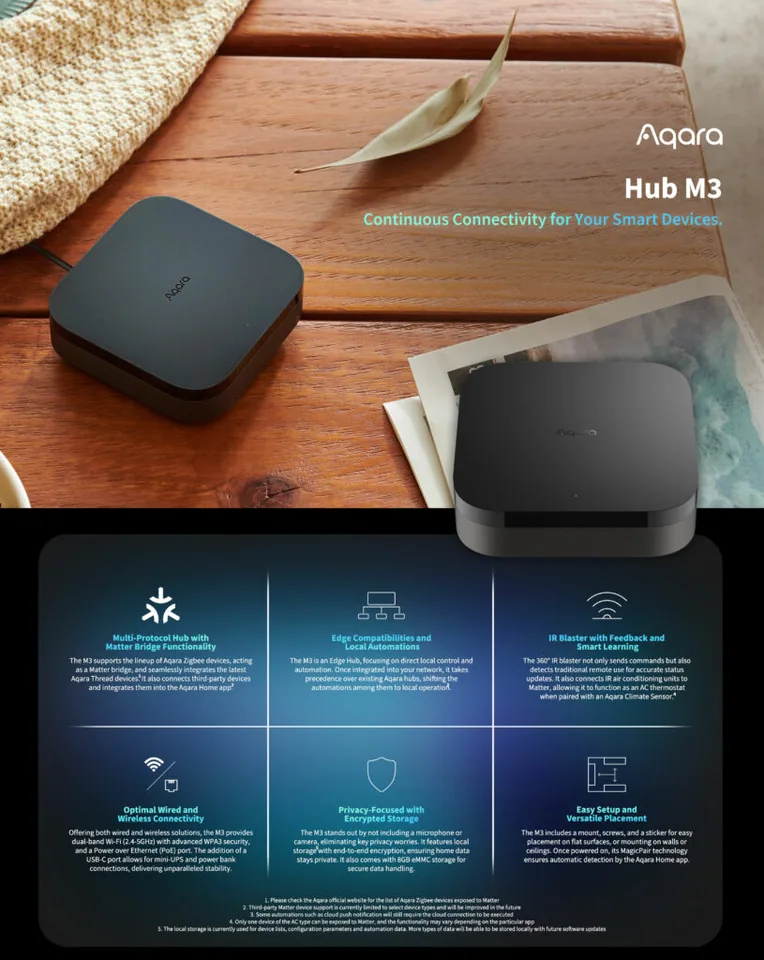 Aqara
Hub M3
Continuous Connectivity for Your Smart Devices.
Aqara
Aqara
Multi-Protocol Hub with
Matter Bridge Functionality
The M3 supports the lineup of Aqara Zigbee devices, acting
as a Matter bridge, and seamlessly integrates the latest
Aqara Thread devices.1 It also connects third-party devices
and integrates them into the Aqara Home app.2
Edge Compatibilities and
Local Automations
The M3 is an Edge Hub, focusing on direct local control and
automation. Once integrated into your network, it takes
precedence over existing Aqara hubs, shifting the
automations among them to local operation3.
IR Blaster with Feedback and
Smart Learning
The 360° IR blaster not only sends commands but also
detects traditional remote use for accurate status
updates. It also connects IR air conditioning units to
Matter, allowing it to function as an AC thermostat
when paired with an Aqara Climate Sensor.4
Optimal Wired and
Wireless Connectivity
Offering both wired and wireless solutions, the M3 provides
dual-band Wi-Fi (2.4-5GHz) with advanced WPA3 security,
and a Power over Ethernet (PoE) port. The addition of a
USB-C port allows for mini-UPS and power bank
connections, delivering unparalleled stability.
Privacy-Focused with
Encrypted Storage
The M3 stands out by not including a microphone or
camera, eliminating key privacy worries. It features local
storage5 with end-to-end encryption, ensuring home data
stays private. It also comes with 8GB eMMC storage for
secure data handling.
Easy Setup and
Versatile Placement
The M3 includes a mount, screws, and a sticker for easy
placement on flat surfaces, or mounting on walls or
ceilings. Once powered on, its MagicPair technology
ensures automatic detection by the Aqara Home app.
1. Please check the Aqara official website for the list of Aqara Zigbee devices exposed to Matter
2. Third-party Matter device support is currently limited to select device types and will be improved in the future
3. Some automations such as cloud push notification will still require the cloud connection to be executed
4. Only one device of the AC type can be exposed to Matter, and the functionality may vary depending on the particular app
5. The local storage is currently used for device lists, configuration parameters and automation data. More types of data will be able to be stored locally with future software updates